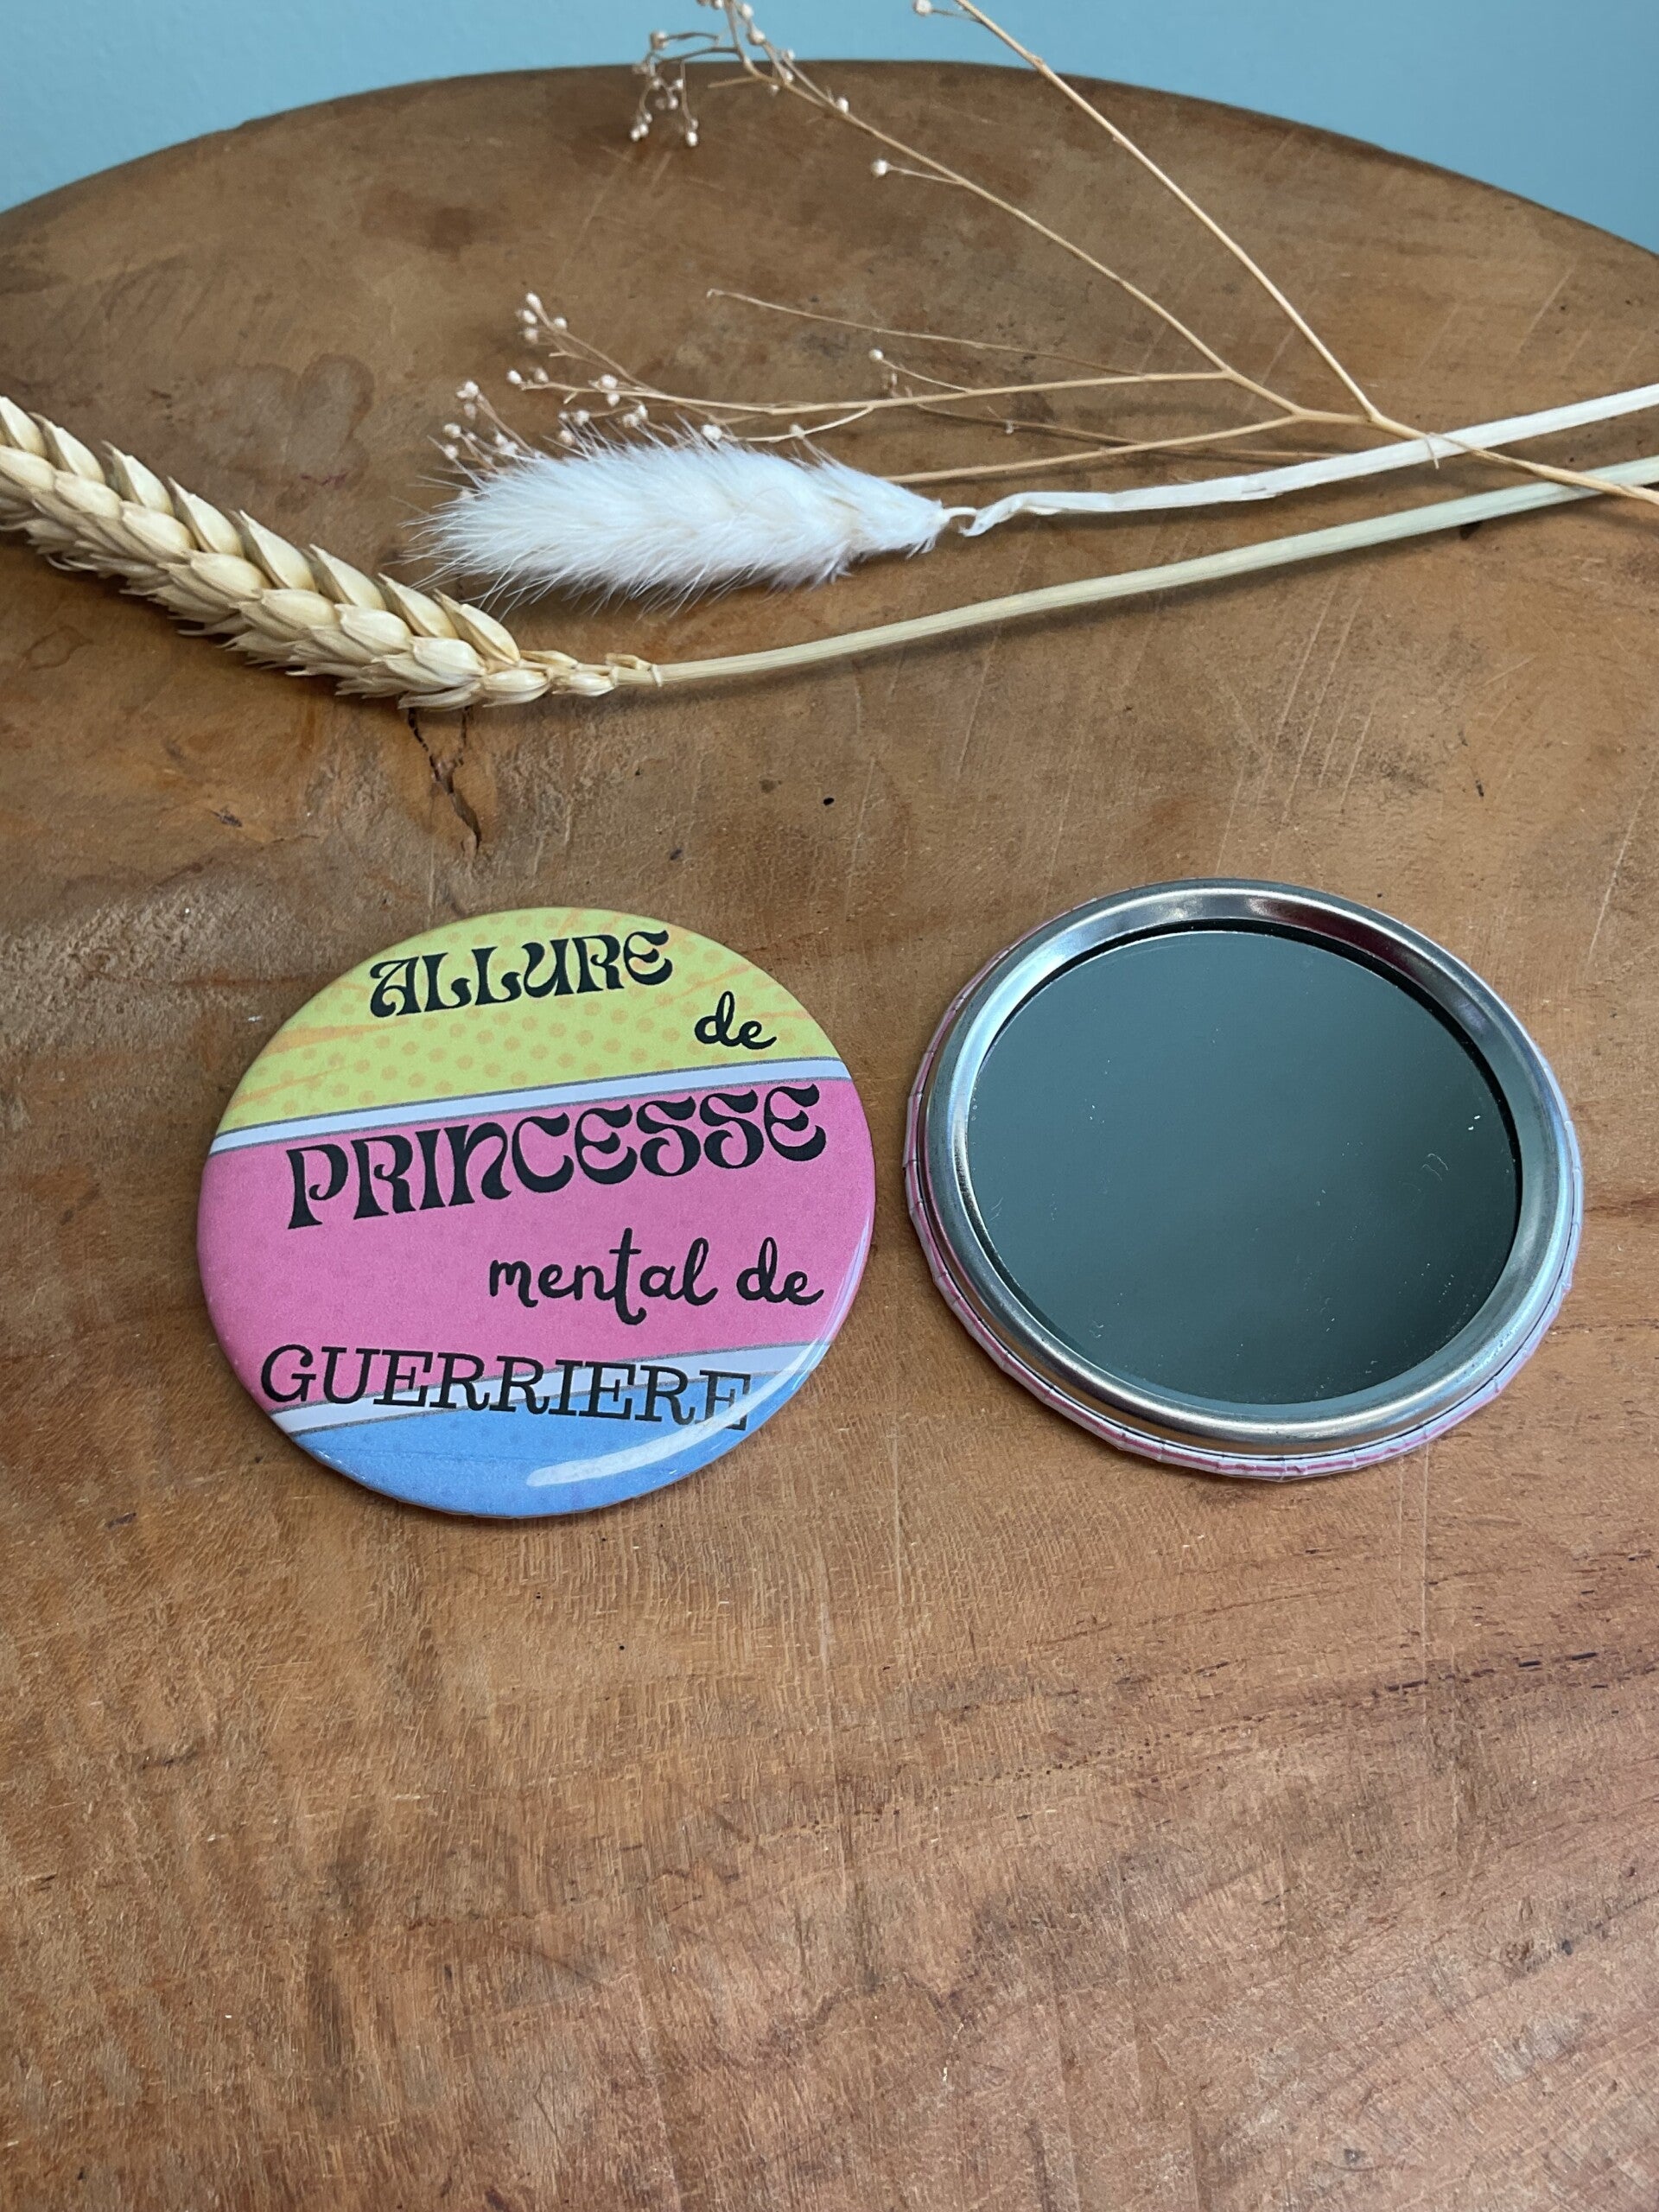 ALLURE
de
PRINCESSE
mental de
GUERRIERE